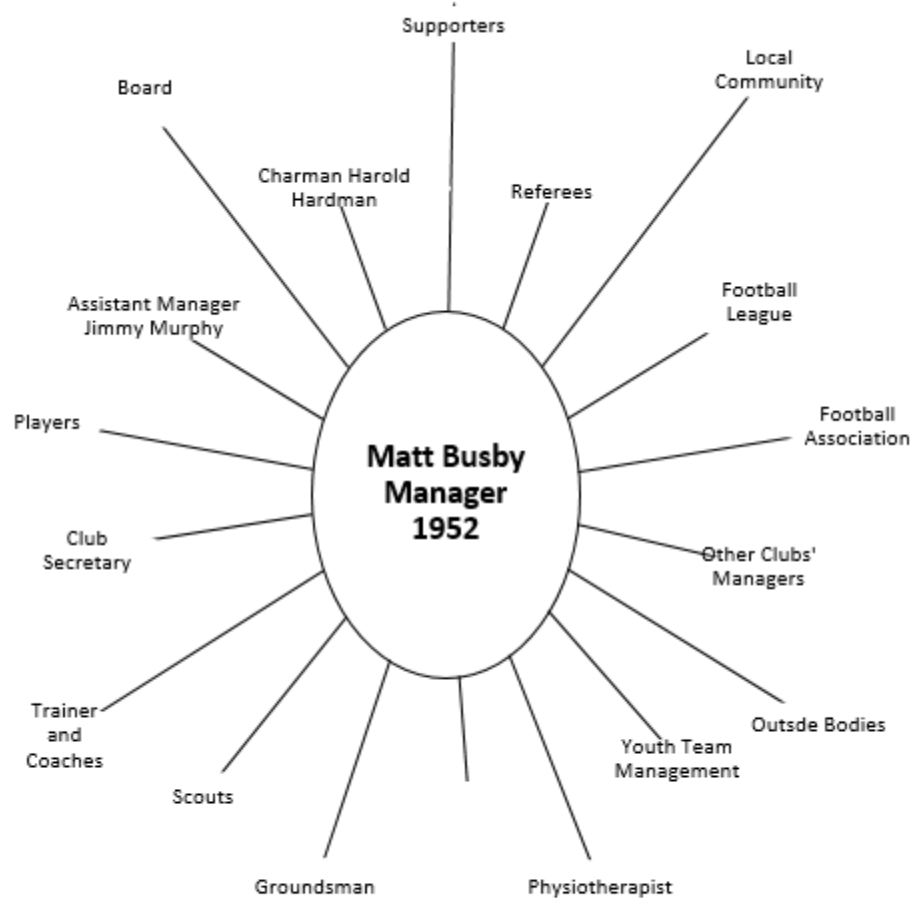 Supporters
Local
Community
Board
Charman Harold
Hardman
Referees
Assistant Manager
Jimmy Murphy
Football
League
Players
Football
Association
Matt Busby
Manager
1952
Club
Secretary
Other Clubs'
Managers
Trainer
and
Coaches
Outsde Bodies
Youth Team
Management
Scouts
Groundsman
Physiotherapist